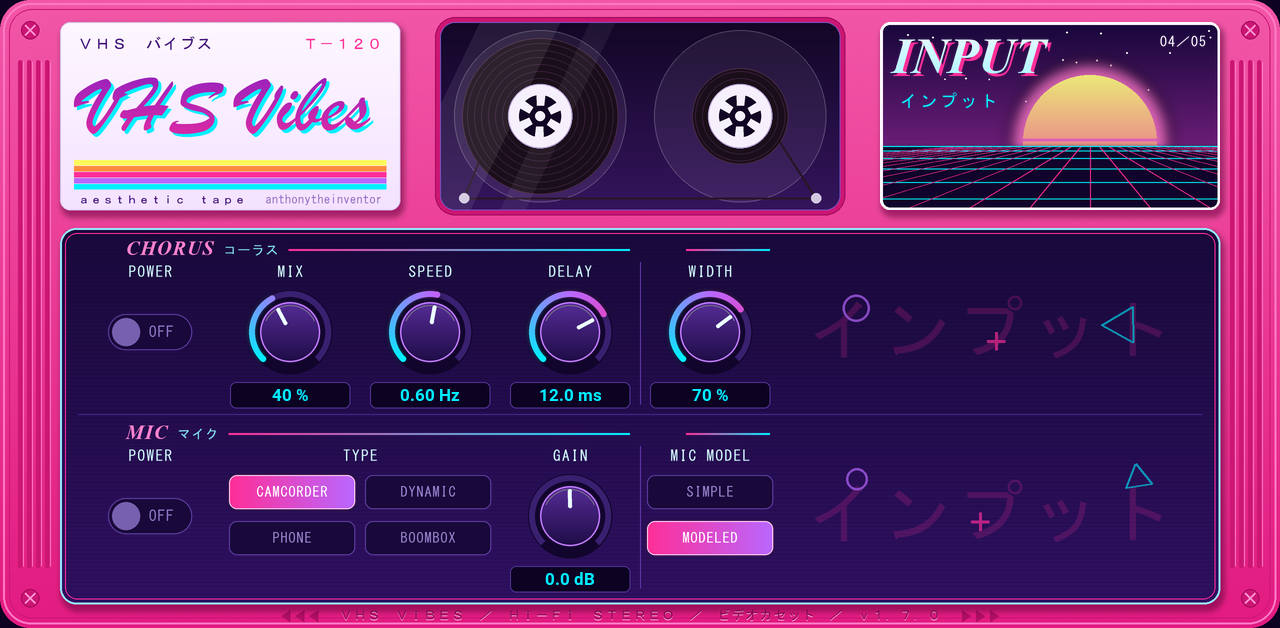 VHS バイブス
T-120
VHS Vibes
aesthetic tape
anthonytheinventor
INPUT
04/05
インプット
CHORUS コーラス
POWER
MIX
SPEED
DELAY
WIDTH
OFF
40 %
0.60 Hz
12.0 ms
70 %
インプット
MIC マイク
POWER
TYPE
GAIN
MIC MODEL
CAMCORDER
DYNAMIC
SIMPLE
OFF
PHONE
BOOMBOX
MODELED
0.0 dB
インプット
VHS VIBES / HI-FI STEREO / ビデオカセット / v1.7.0